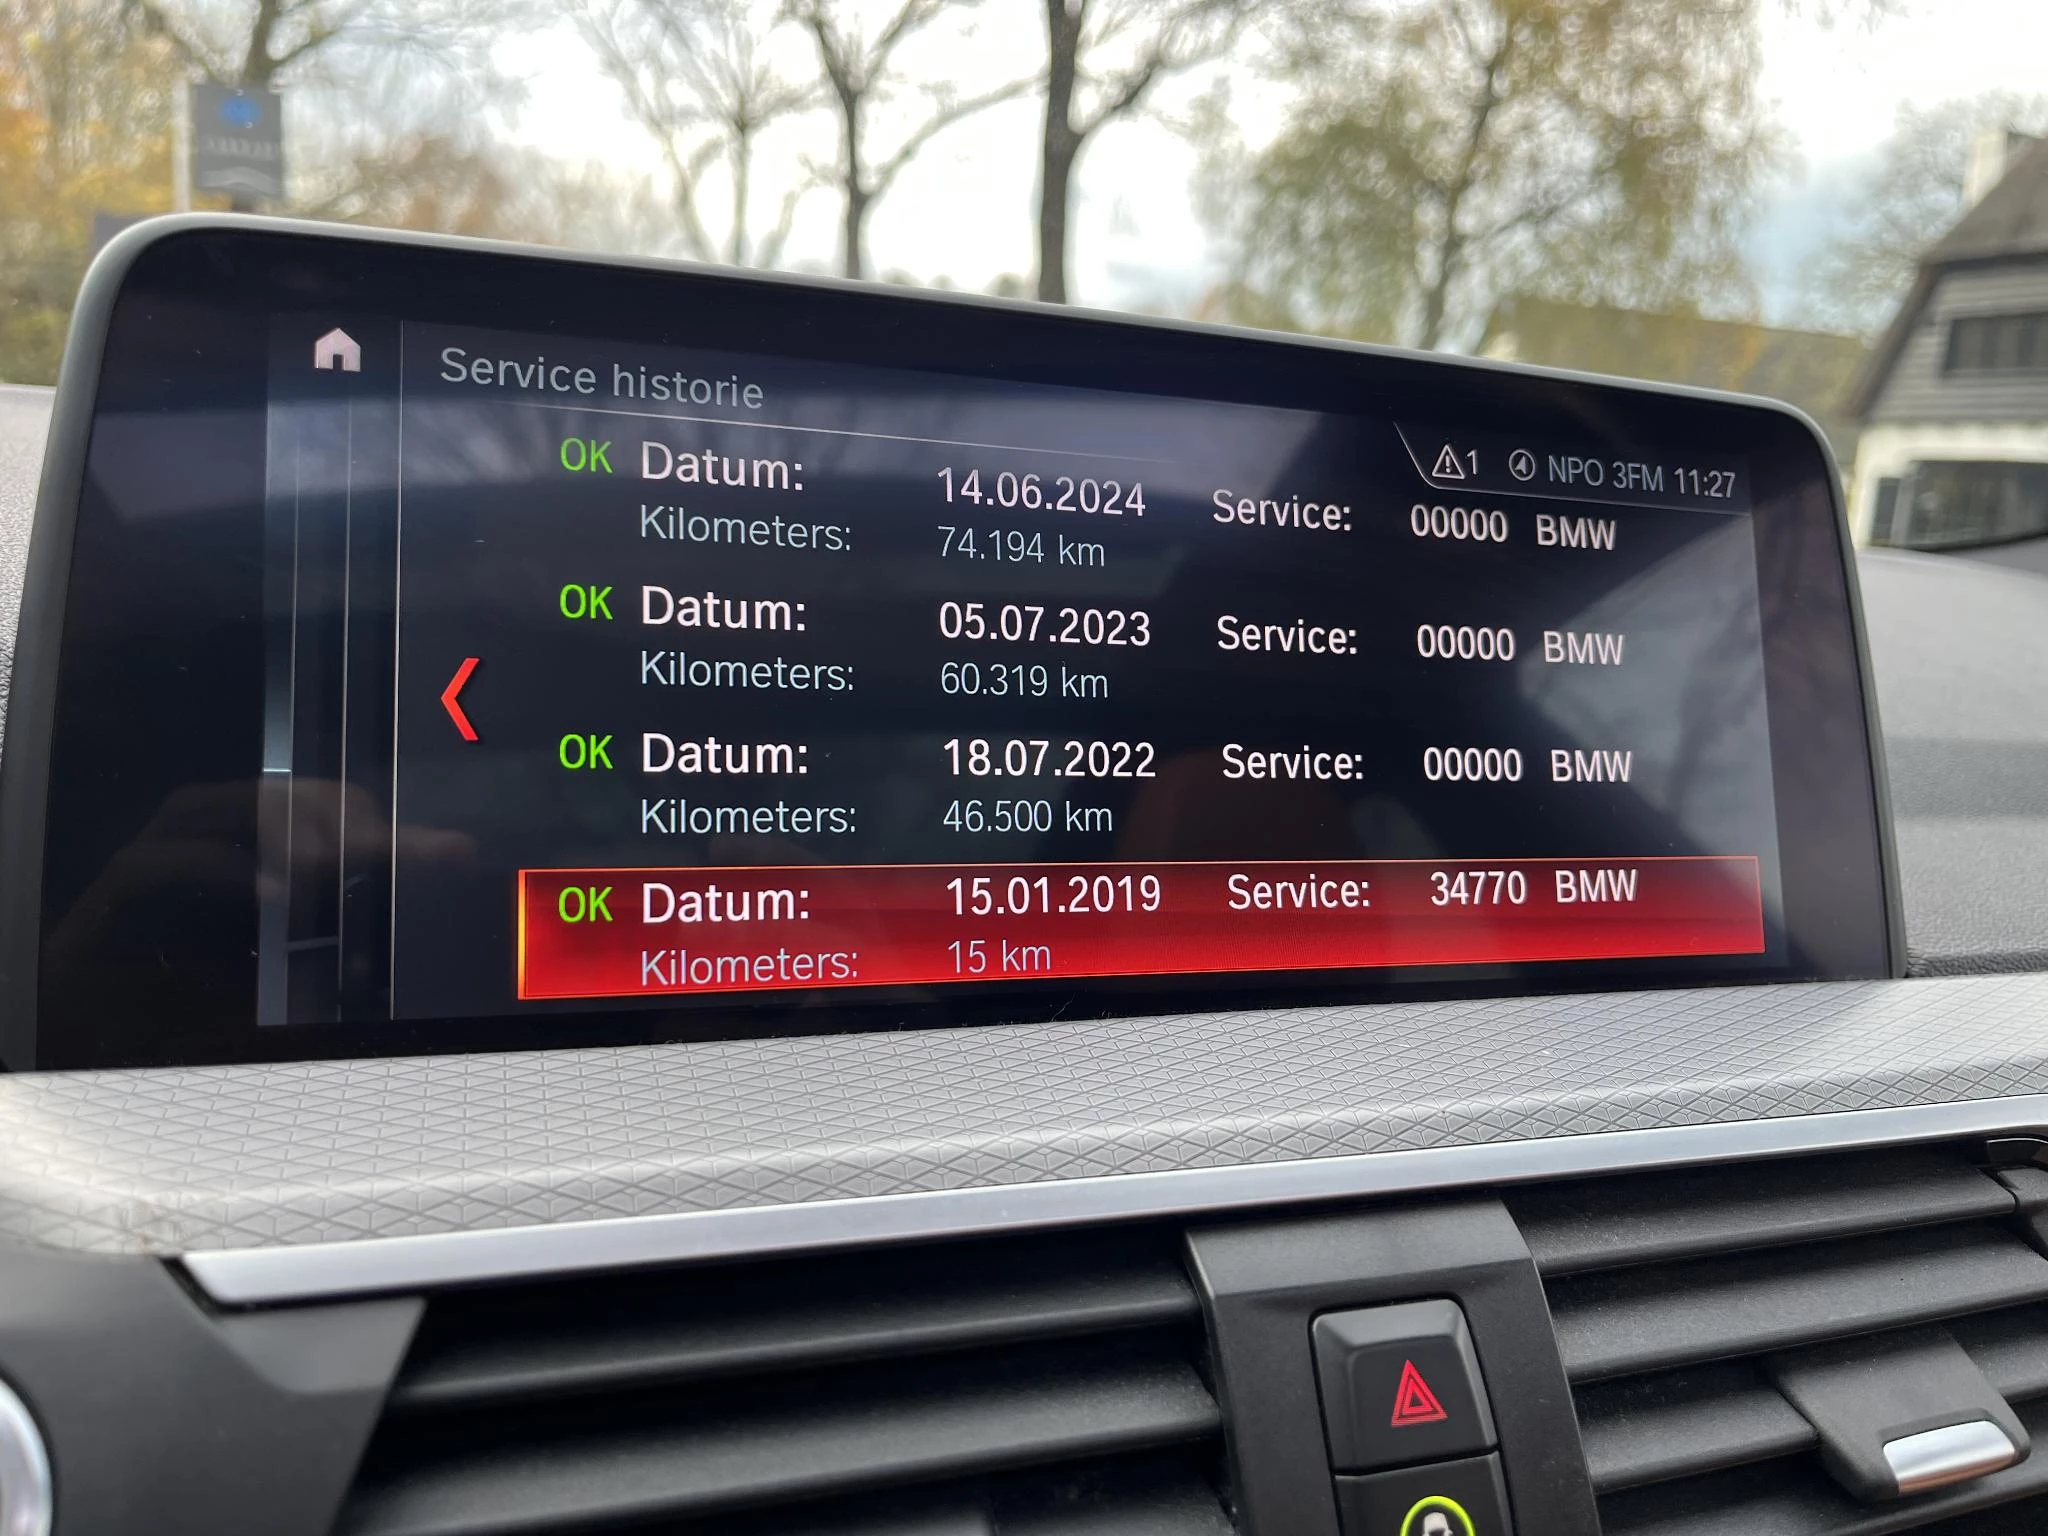 Service historie
⚠1 NPO 3FM 11:27
OK Datum: 14.06.2024 Service: 00000 BMW
Kilometers: 74.194 km
OK Datum: 05.07.2023 Service: 00000 BMW
Kilometers: 60.319 km
OK Datum: 18.07.2022 Service: 00000 BMW
Kilometers: 46.500 km
OK Datum: 15.01.2019 Service: 34770 BMW
Kilometers: 15 km